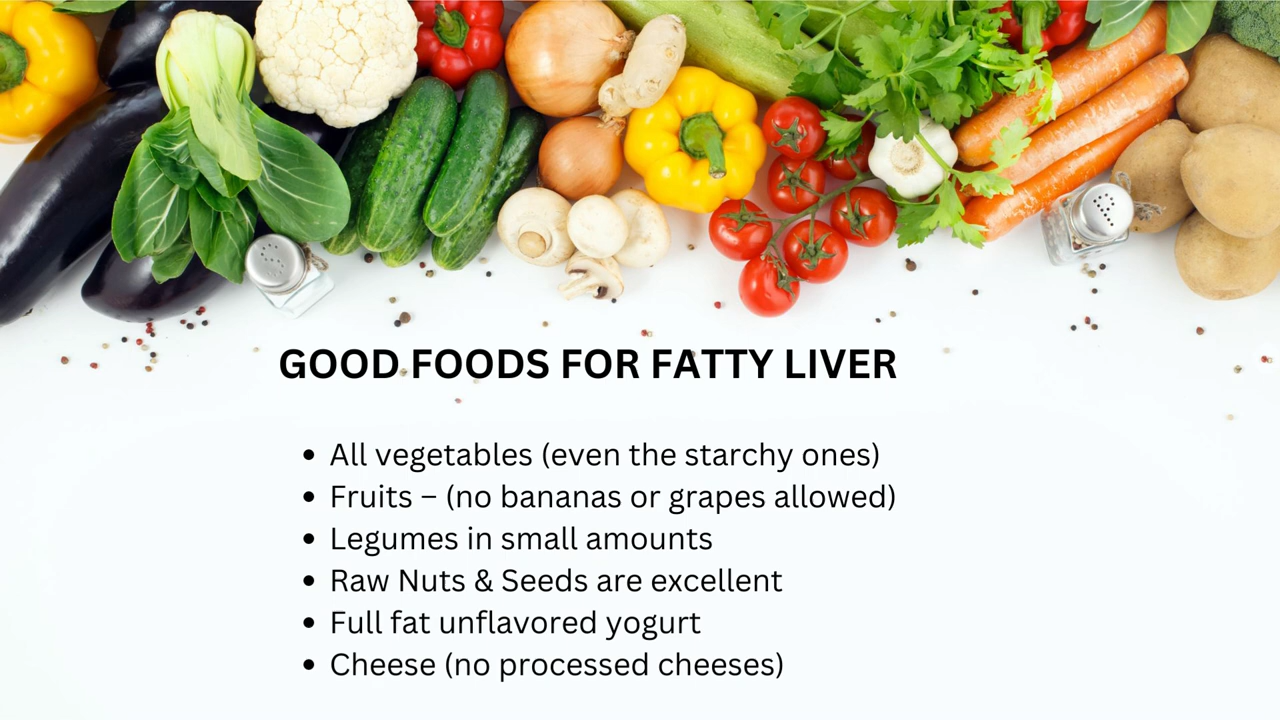 GOOD FOODS FOR FATTY LIVER
• All vegetables (even the starchy ones)
• Fruits – (no bananas or grapes allowed)
• Legumes in small amounts
• Raw Nuts & Seeds are excellent
• Full fat unflavored yogurt
• Cheese (no processed cheeses)